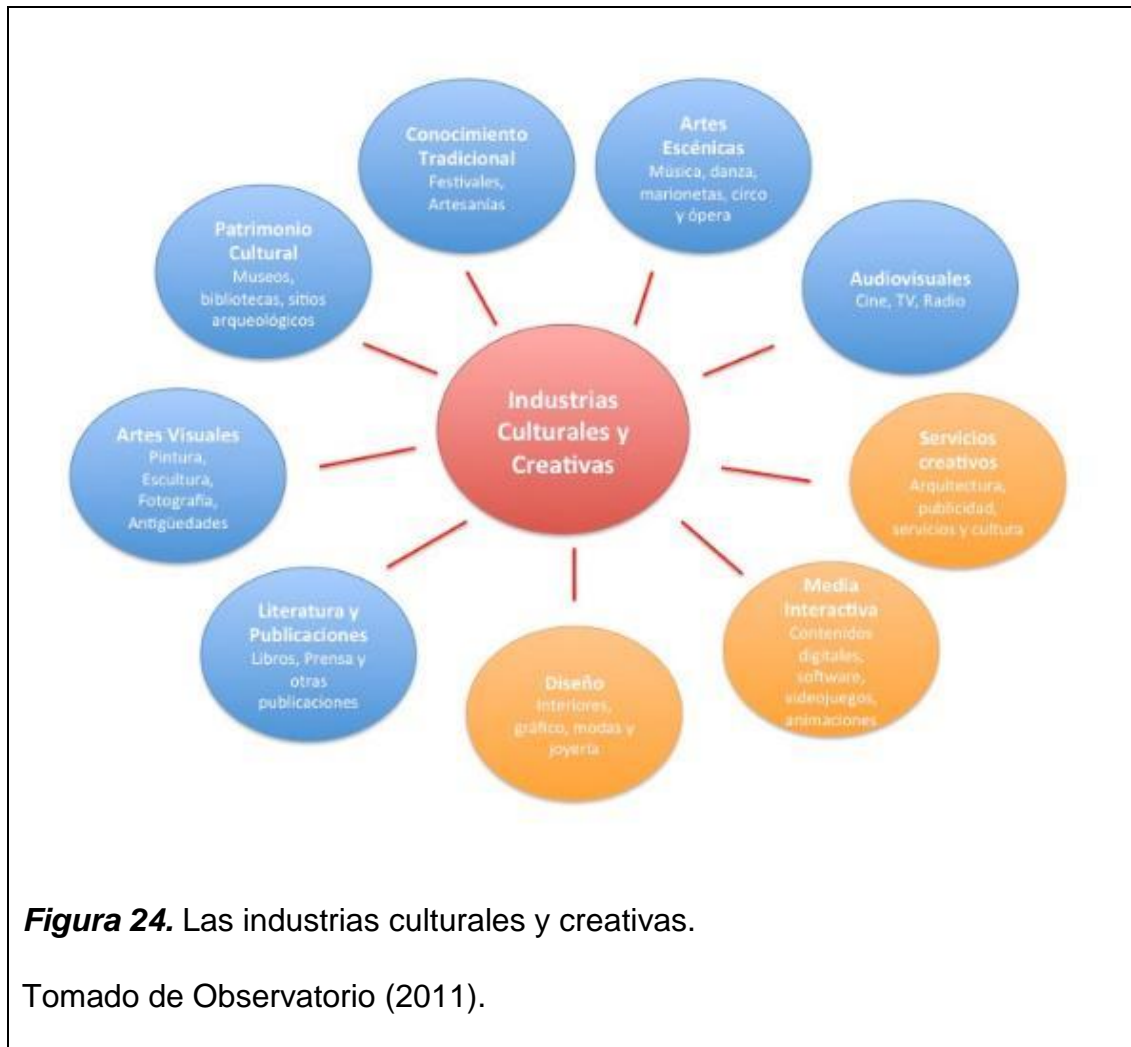 Conocimiento
Tradicional
Festivales,
Artesanías
Artes
Escénicas
Música, danza,
marionetas, circo
y ópera
Patrimonio
Cultural
Museos,
bibliotecas, sitios
arqueológicos
Audiovisuales
Cine, TV, Radio
Industrias
Culturales y
Creativas
Artes Visuales
Pintura,
Escultura,
Fotografía,
Antigüedades
Servicios
creativos
Arquitectura,
publicidad,
servicios y cultura
Literatura y
Publicaciones
Libros, Prensa y
otras
publicaciones
Diseño
Interiores,
gráfico, modas y
joyería
Media
Interactiva
Contenidos
digitales,
software,
videojuegos,
animaciones
Figura 24. Las industrias culturales y creativas.
Tomado de Observatorio (2011).